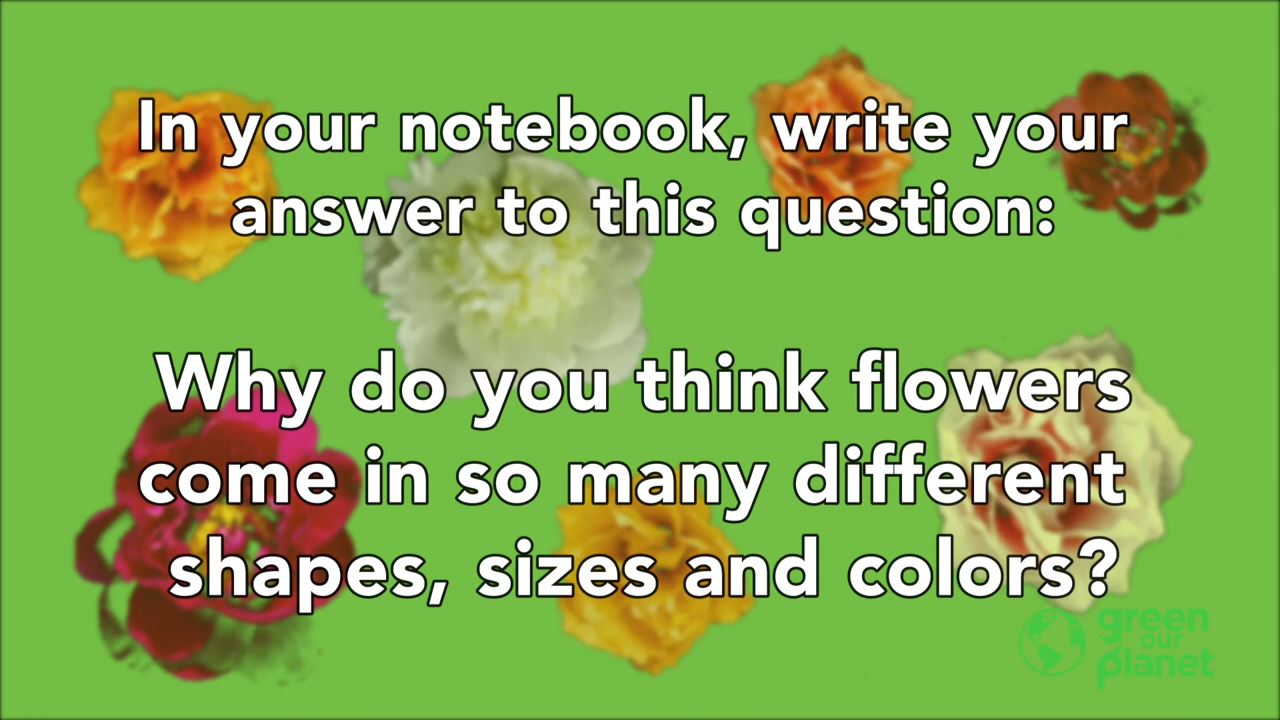 In your notebook, write your
answer to this question:
Why do you think flowers
come in so many different
shapes, sizes and colors?
green
our
planet